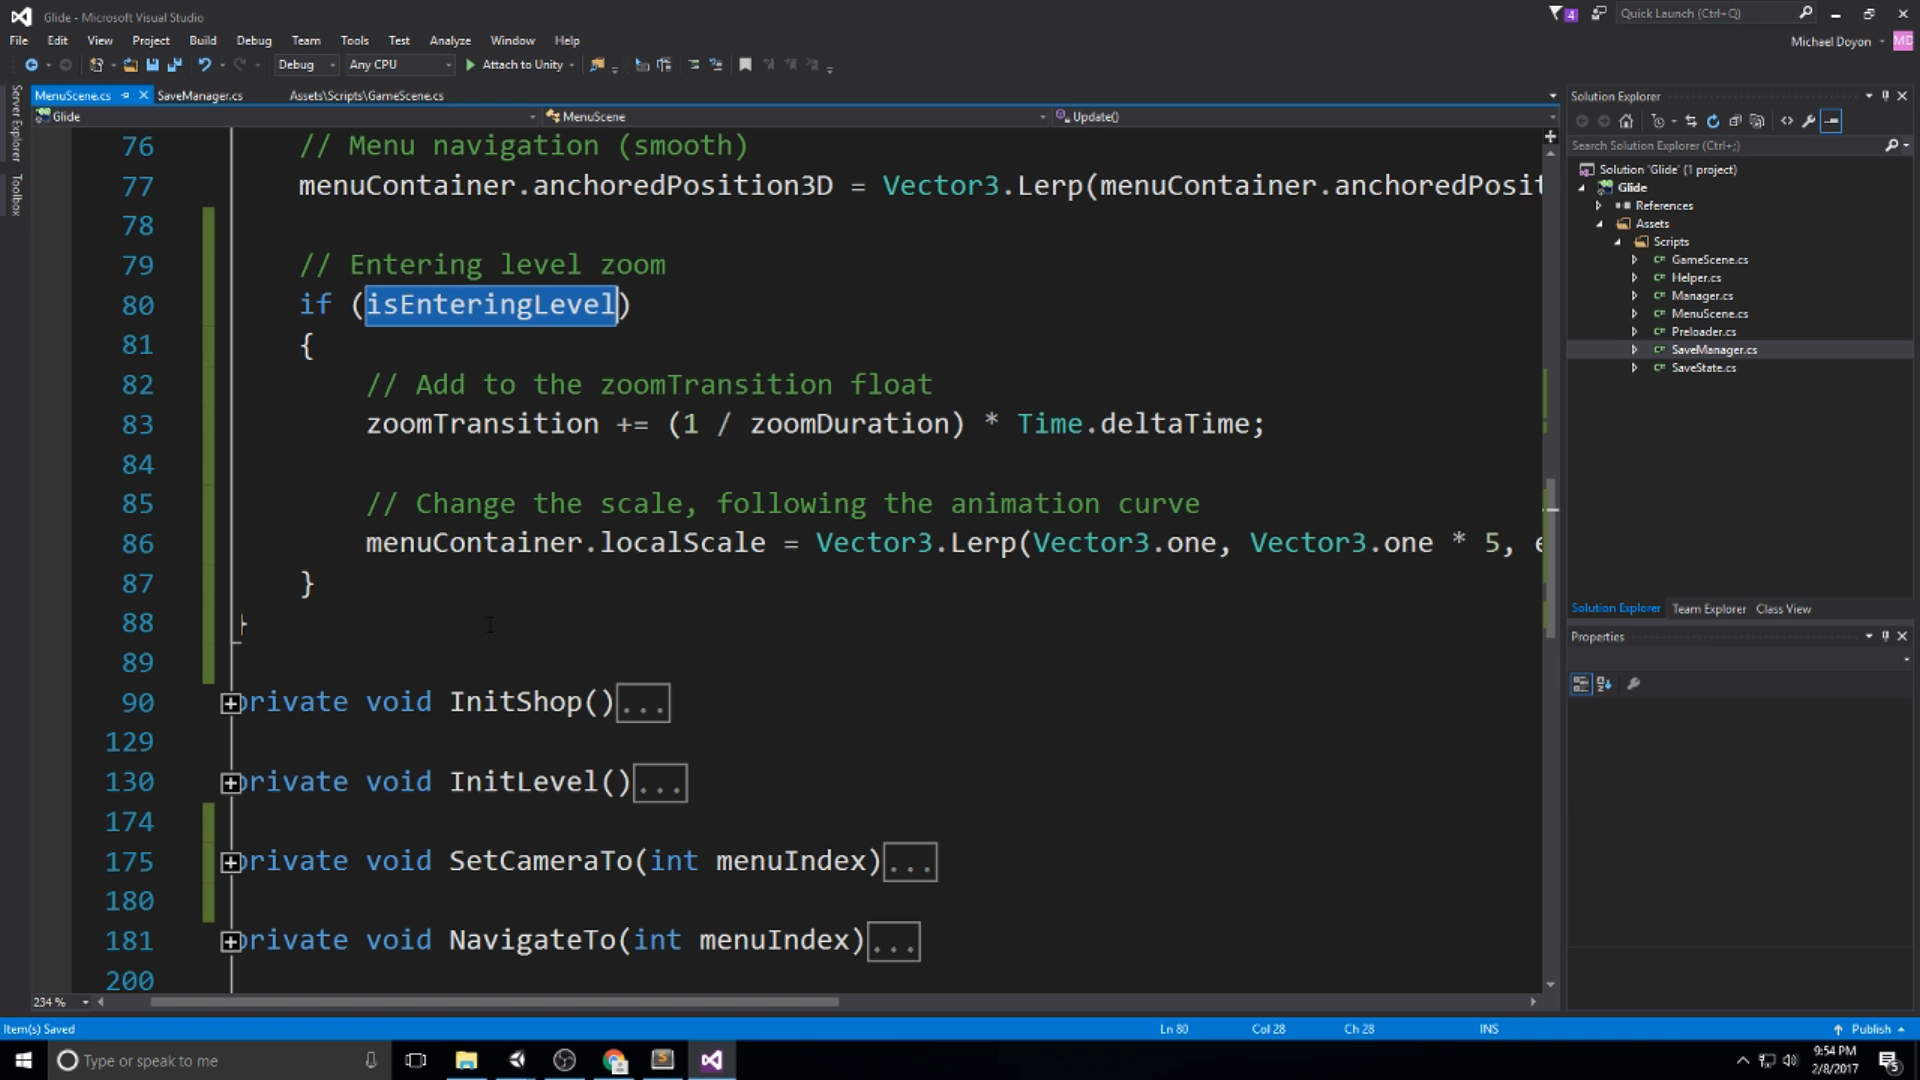 Glide - Microsoft Visual Studio
4
Quick Launch (Ctrl+Q)
File Edit View Project Build Debug Team Tools Test Analyze Window Help
Michael Doyon
MD
Debug
Any CPU
Attach to Unity
Server Explorer
Toolbox
MenuScene.cs
SaveManager.cs
Assets\Scripts\GameScene.cs
Glide
MenuScene
Update()
76 // Menu navigation (smooth)
77 menuContainer.anchoredPosition3D = Vector3.Lerp(menuContainer.anchoredPosit
78
79 // Entering level zoom
80 if (isEnteringLevel)
81 {
82 // Add to the zoomTransition float
83 zoomTransition += (1 / zoomDuration) * Time.deltaTime;
84
85 // Change the scale, following the animation curve
86 menuContainer.localScale = Vector3.Lerp(Vector3.one, Vector3.one * 5, e
87 }
88 }
89
90 private void InitShop()...
129
130 private void InitLevel()...
174
175 private void SetCameraTo(int menuIndex)...
180
181 private void NavigateTo(int menuIndex)...
200
234 %
Solution Explorer
Search Solution Explorer (Ctrl+;)
Solution 'Glide' (1 project)
Glide
References
Assets
Scripts
GameScene.cs
Helper.cs
Manager.cs
MenuScene.cs
Preloader.cs
SaveManager.cs
SaveState.cs
Solution Explorer Team Explorer Class View
Properties
Item(s) Saved
Ln 80
Col 28
Ch 28
INS
Publish
Type or speak to me
9:54 PM
2/8/2017
5